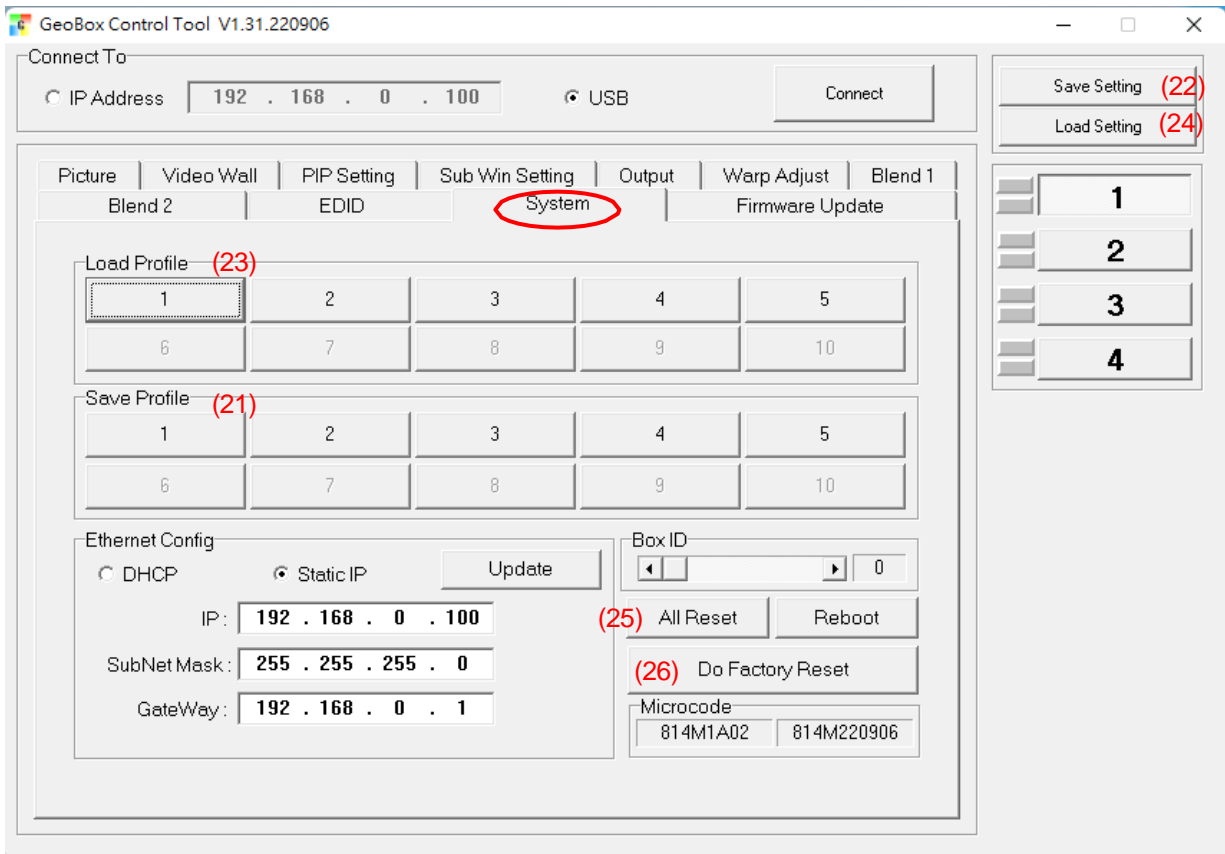 GeoBox Control Tool V1.31.220906
Connect To
IP Address 192 . 168 . 0 . 100 USB Connect
Save Setting (22)
Load Setting (24)
Picture Video Wall PIP Setting Sub Win Setting Output Warp Adjust Blend 1
Blend 2 EDID System Firmware Update
1
2
3
4
Load Profile (23)
1 2 3 4 5
6 7 8 9 10
Save Profile (21)
1 2 3 4 5
6 7 8 9 10
Ethernet Config
DHCP Static IP Update
IP : 192 . 168 . 0 . 100
SubNet Mask : 255 . 255 . 255 . 0
GateWay : 192 . 168 . 0 . 1
Box ID
0
(25) All Reset Reboot
(26) Do Factory Reset
Microcode
814M1A02 814M220906